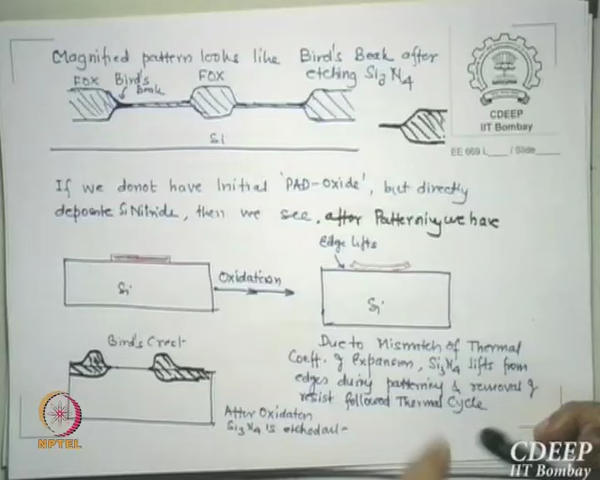 Magnified pattern looks like Bird's Beak after
etching Si3N4
FOX Bird's beak FOX
Si
CDEEP
IIT Bombay
EE 669 L____ / Slide____
If we donot have Initial 'PAD-Oxide', but directly
deposite Si Nitride, then we see, after Patterning we have
Edge lifts
Oxidation
Si
Si
Bird's Crest
Due to Mismatch of Thermal
Coeff. of Expansion, Si3N4 lifts from
edges during patterning & removal of
resist followed Thermal Cycle
After Oxidation
Si3N4 is etched out
NPTEL
CDEEP
IIT Bombay